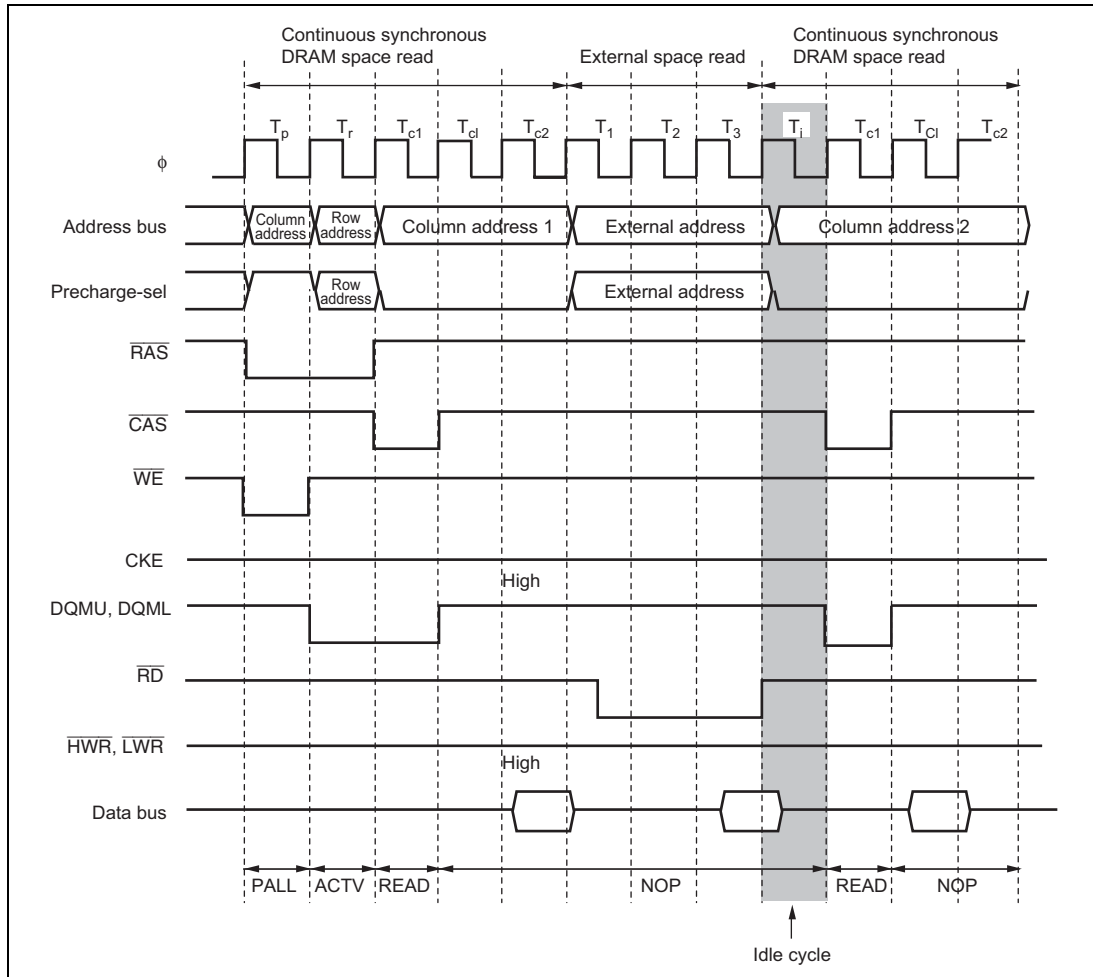 Continuous synchronous
DRAM space read
External space read
Continuous synchronous
DRAM space read
Tp Tr Tc1 Tcl Tc2 T1 T2 T3 Ti Tc1 TCl Tc2
ϕ
Address bus
Column
address
Row
address
Column address 1
External address
Column address 2
Precharge-sel
Row
address
External address
RAS
CAS
WE
CKE
High
DQMU, DQML
RD
HWR, LWR
High
Data bus
PALL ACTV READ NOP READ NOP
Idle cycle